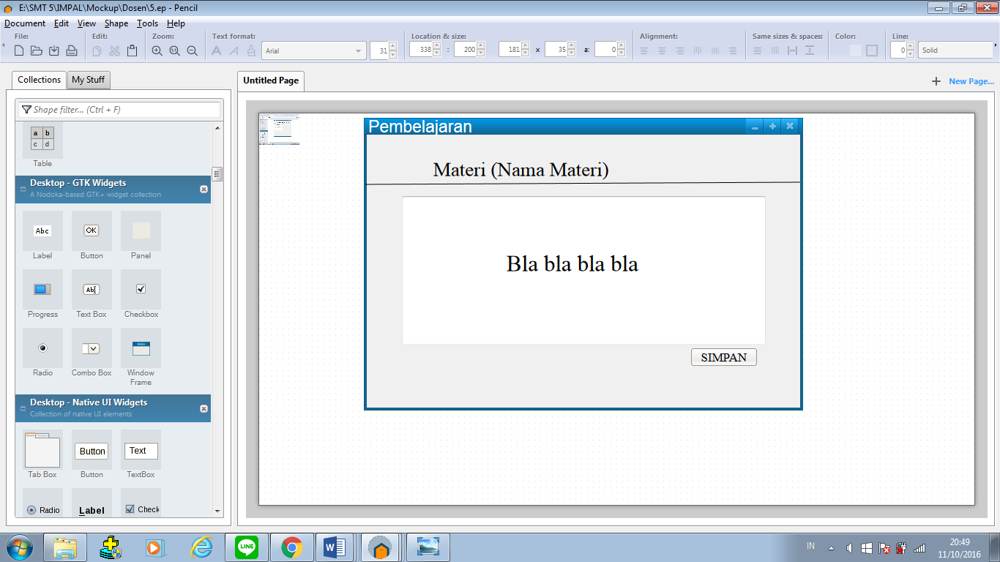 E:\SMT 5\IMPAL\Mockup\Dosen\5.ep - Pencil
Document Edit View Shape Tools Help
File: Edit: Zoom: Text format: Location & size: Alignment: Same sizes & spaces: Color: Line:
Arial 31 338 : 200 181 x 35 a: 0 0 Solid
Collections My Stuff
Untitled Page
New Page...
Shape filter... (Ctrl + F)
a b
c d
Table
Desktop - GTK Widgets
A Nodoka-based GTK+ widget collection
Abc OK
Label Button Panel
Ab
Progress Text Box Checkbox
Radio Combo Box Window
Frame
Desktop - Native UI Widgets
Collection of native UI elements
Button Text
Tab Box Button TextBox
Radio Label Check
Pembelajaran
Materi (Nama Materi)
Bla bla bla bla
SIMPAN
LINE
IN
20:49
11/10/2016